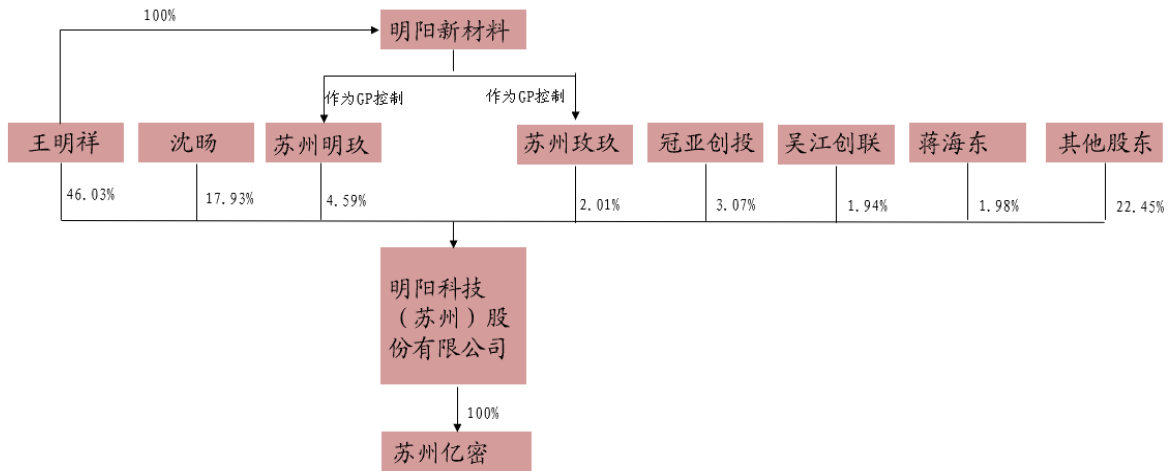 100%
明阳新材料
作为GP控制
作为GP控制
王明祥
沈旸
苏州明玖
苏州玫玖
冠亚创投
吴江创联
蒋海东
其他股东
46.03%
17.93%
4.59%
2.01%
3.07%
1.94%
1.98%
22.45%
明阳科技
（苏州）股
份有限公司
100%
苏州亿密